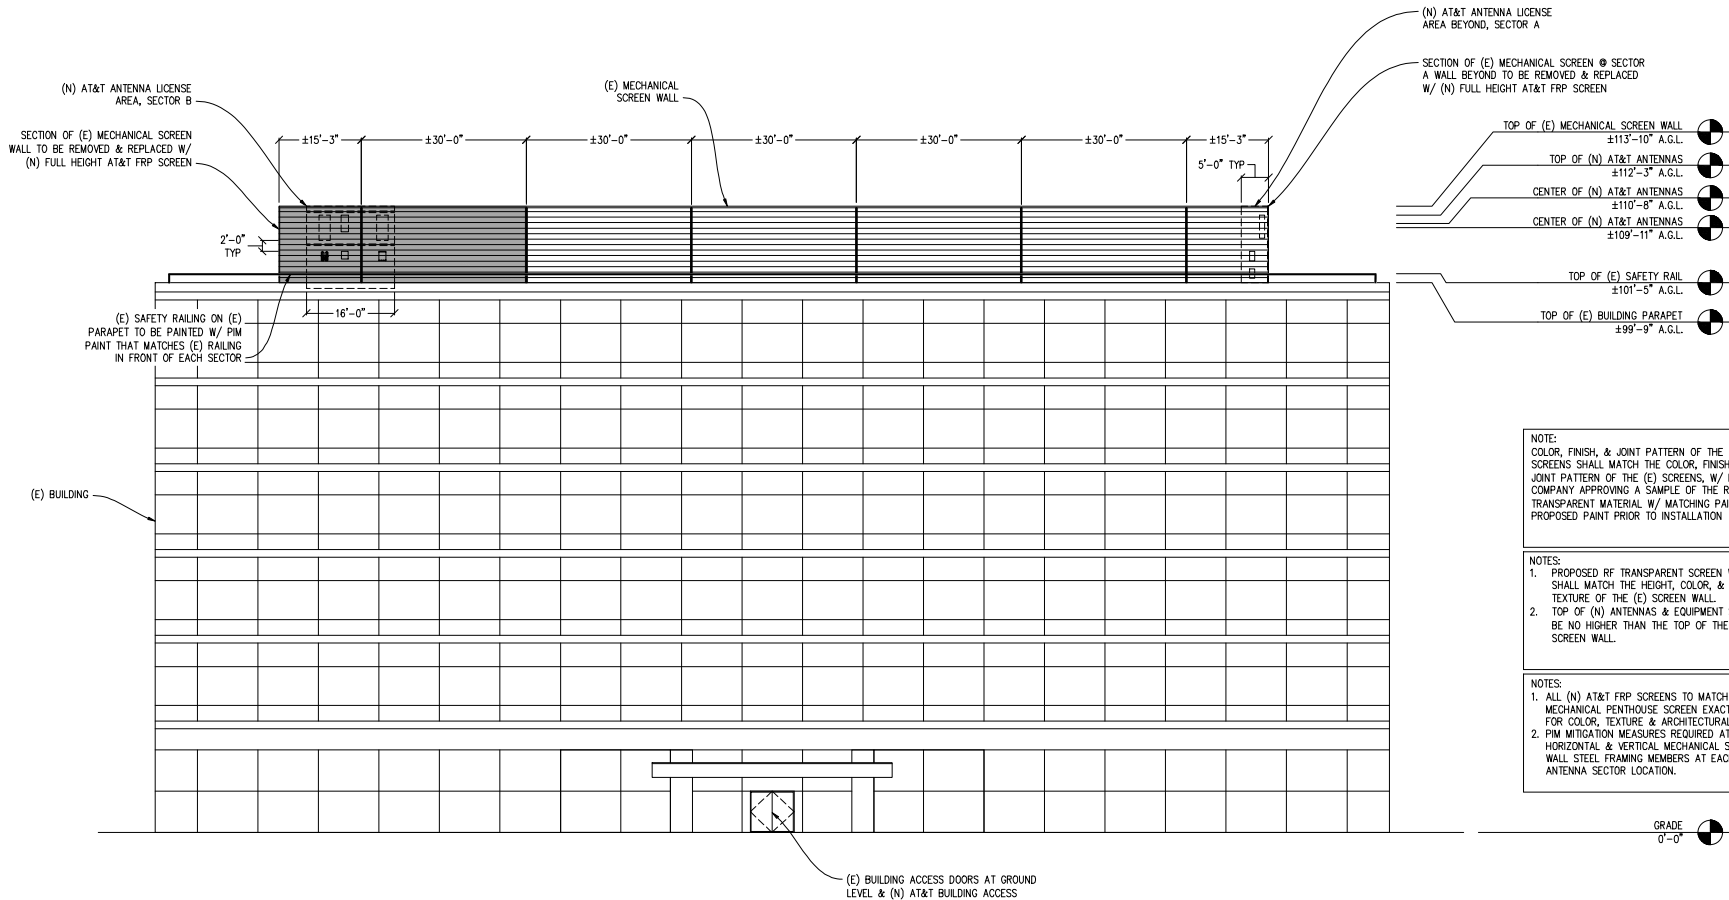 (N) AT&T ANTENNA LICENSE
AREA BEYOND, SECTOR A
SECTION OF (E) MECHANICAL SCREEN @ SECTOR
A WALL BEYOND TO BE REMOVED & REPLACED
W/ (N) FULL HEIGHT AT&T FRP SCREEN
(N) AT&T ANTENNA LICENSE
AREA, SECTOR B
(E) MECHANICAL
SCREEN WALL
SECTION OF (E) MECHANICAL SCREEN
WALL TO BE REMOVED & REPLACED W/
(N) FULL HEIGHT AT&T FRP SCREEN
±15'-3"
±30'-0"
±30'-0"
±30'-0"
±30'-0"
±30'-0"
±15'-3"
5'-0" TYP
TOP OF (E) MECHANICAL SCREEN WALL
±113'-10" A.G.L.
TOP OF (N) AT&T ANTENNAS
±112'-3" A.G.L.
CENTER OF (N) AT&T ANTENNAS
±110'-8" A.G.L.
CENTER OF (N) AT&T ANTENNAS
±109'-11" A.G.L.
TOP OF (E) SAFETY RAIL
±101'-5" A.G.L.
TOP OF (E) BUILDING PARAPET
±99'-9" A.G.L.
2'-0"
TYP
16'-0"
(E) SAFETY RAILING ON (E)
PARAPET TO BE PAINTED W/ PIM
PAINT THAT MATCHES (E) RAILING
IN FRONT OF EACH SECTOR
(E) BUILDING
NOTE:
COLOR, FINISH, & JOINT PATTERN OF THE
SCREENS SHALL MATCH THE COLOR, FINISH
JOINT PATTERN OF THE (E) SCREENS, W/
COMPANY APPROVING A SAMPLE OF THE
TRANSPARENT MATERIAL W/ MATCHING
PROPOSED PAINT PRIOR TO INSTALLATION
NOTES:
1. PROPOSED RF TRANSPARENT SCREEN
SHALL MATCH THE HEIGHT, COLOR, &
TEXTURE OF THE (E) SCREEN WALL.
2. TOP OF (N) ANTENNAS & EQUIPMENT
BE NO HIGHER THAN THE TOP OF THE
SCREEN WALL.
NOTES:
1. ALL (N) AT&T FRP SCREENS TO MATCH
MECHANICAL PENTHOUSE SCREEN
FOR COLOR, TEXTURE & ARCHITECTURAL
2. PIM MITIGATION MEASURES REQUIRED AT
HORIZONTAL & VERTICAL MECHANICAL
WALL STEEL FRAMING MEMBERS AT
ANTENNA SECTOR LOCATION.
GRADE
0'-0"
(E) BUILDING ACCESS DOORS AT GROUND
LEVEL & (N) AT&T BUILDING ACCESS